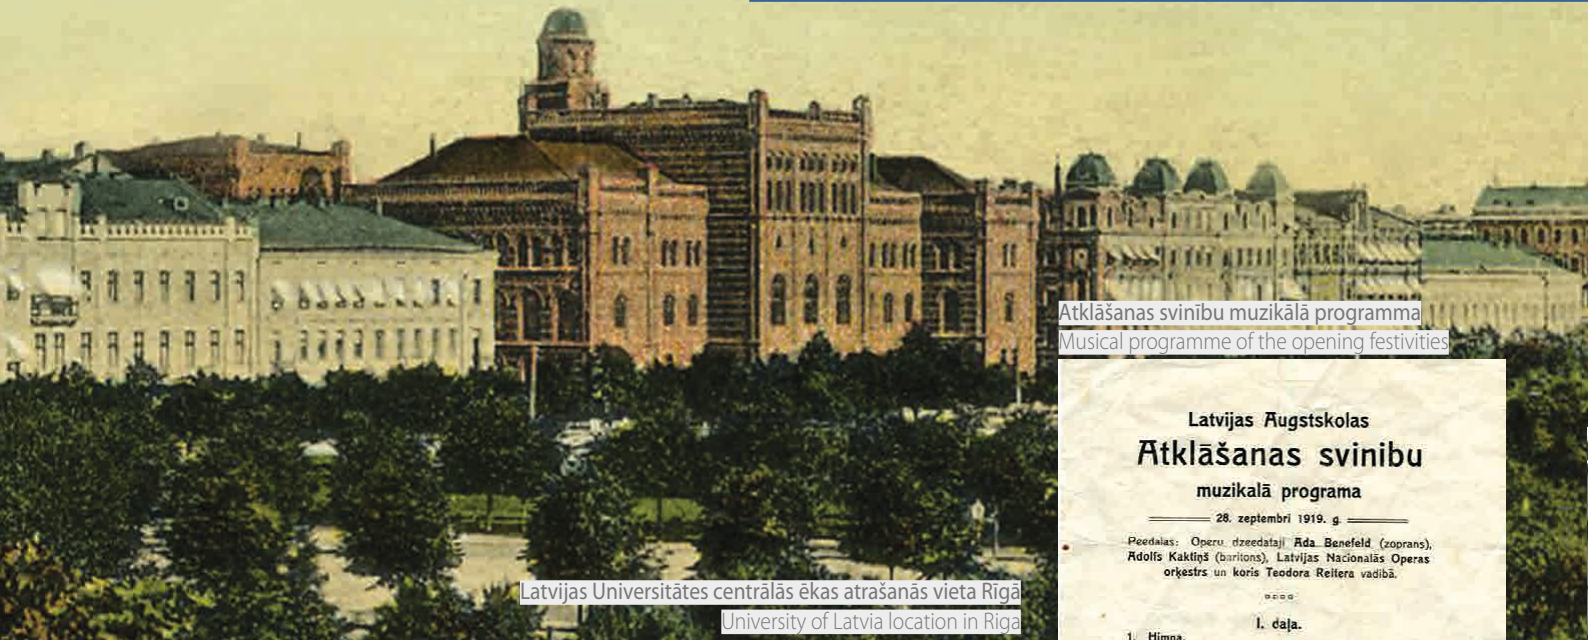 Atklāšanas svinību muzikālā programma
Musical programme of the opening festivities
Latvijas Augstskolas
Atklāšanas svinibu
muzikalā programa
28. zeptembrī 1919. g.
Peedalas: Operu dzeedataji Ada Benefeld (zoprans),
Adolfs Kaktiņš (baritons), Latvijas Nacionalās Operas
orķestrs un koris Teodora Reitera vadibā.
I. daļa.
1. Himna.
Latvijas Universitātes centrālās ēkas atrašanās vieta Rīgā
University of Latvia location in Riga